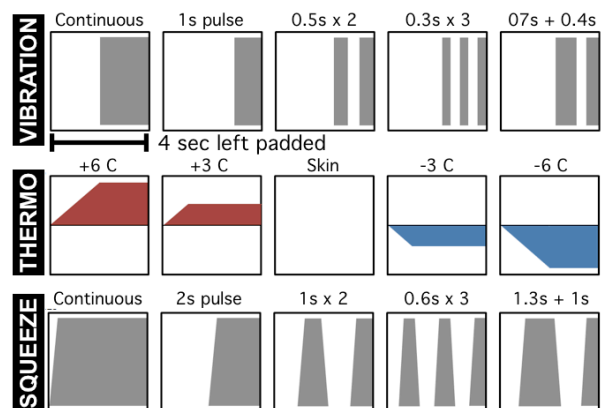 VIBRATION
Continuous 1s pulse 0.5s x 2 0.3s x 3 07s + 0.4s
4 sec left padded
THERMO
+6 C +3 C Skin -3 C -6 C
SQUEEZE
Continuous 2s pulse 1s x 2 0.6s x 3 1.3s + 1s